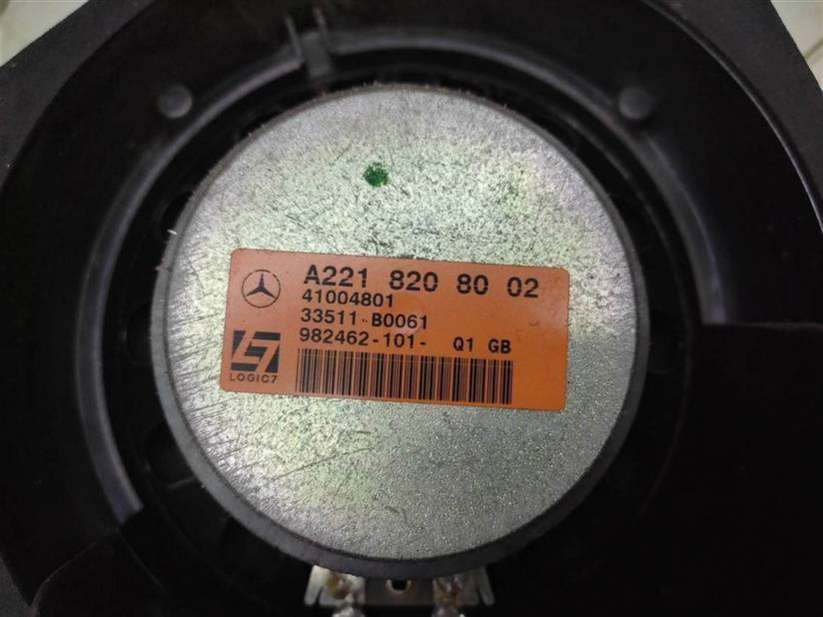 A221 820 80 02
41004801
33511-B0061
982462-101- Q1 GB
LOGIC7